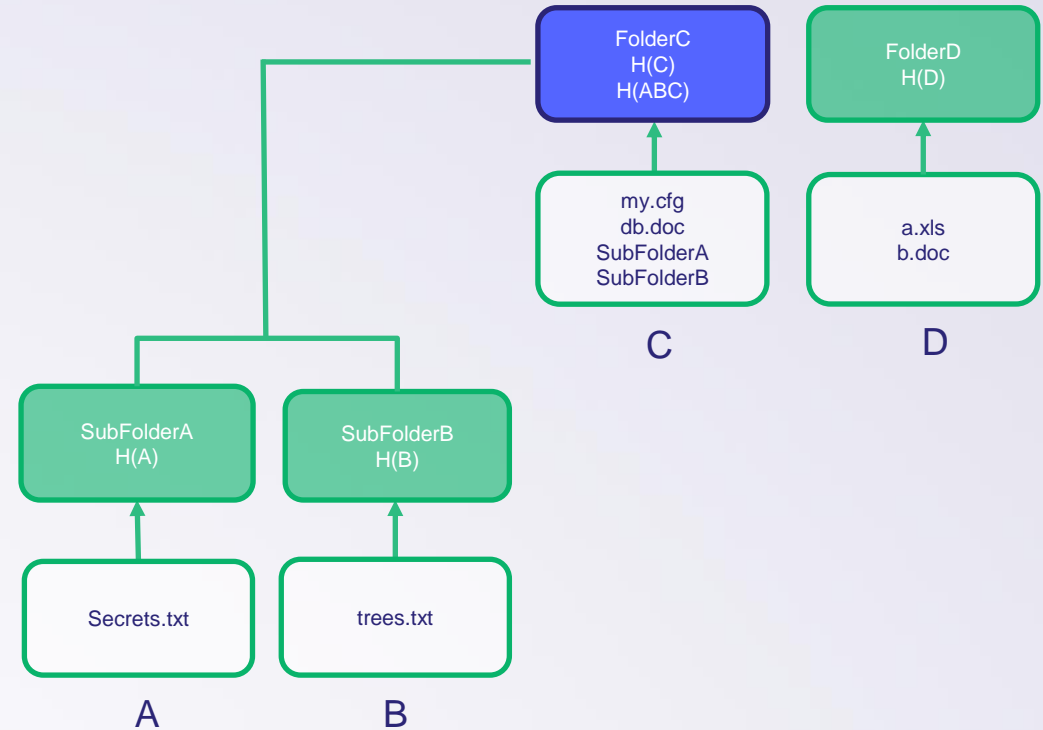 FolderC
H(C)
H(ABC)
FolderD
H(D)
my.cfg
db.doc
SubFolderA
SubFolderB
a.xls
b.doc
C
D
SubFolderA
H(A)
SubFolderB
H(B)
Secrets.txt
trees.txt
A
B